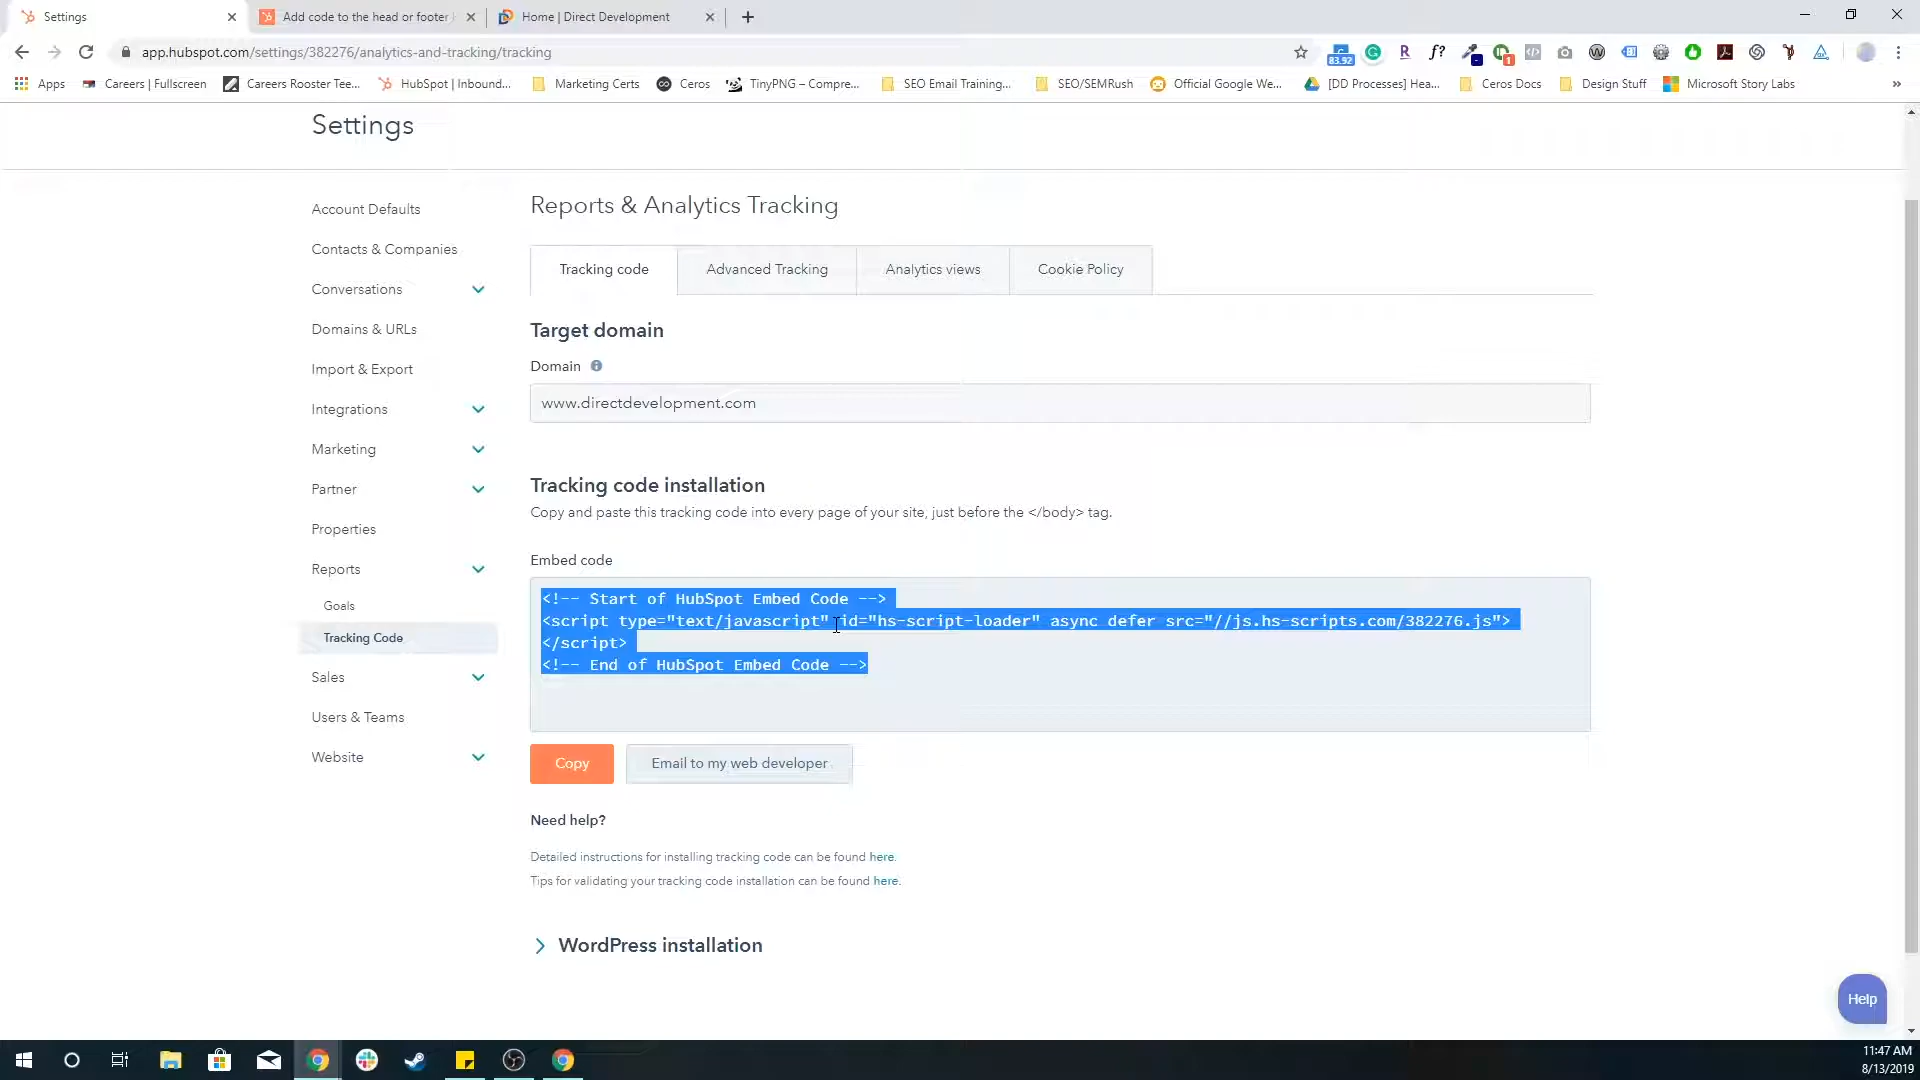 Settings
Add code to the head or footer
Home | Direct Development
app.hubspot.com/settings/382276/analytics-and-tracking/tracking
83.92
1
Apps
Careers | Fullscreen
Careers Rooster Tee...
HubSpot | Inbound...
Marketing Certs
Ceros
TinyPNG – Compre...
SEO Email Training...
SEO/SEMRush
Official Google We...
[DD Processes] Hea...
Ceros Docs
Design Stuff
Microsoft Story Labs
»
Settings
Account Defaults
Contacts & Companies
Conversations
Domains & URLs
Import & Export
Integrations
Marketing
Partner
Properties
Reports
Goals
Tracking Code
Sales
Users & Teams
Website
Reports & Analytics Tracking
Tracking code
Advanced Tracking
Analytics views
Cookie Policy
Target domain
Domain
www.directdevelopment.com
Tracking code installation
Copy and paste this tracking code into every page of your site, just before the </body> tag.
Embed code
<!-- Start of HubSpot Embed Code -->
<script type="text/javascript" id="hs-script-loader" async defer src="//js.hs-scripts.com/382276.js">
</script>
<!-- End of HubSpot Embed Code -->
Copy
Email to my web developer
Need help?
Detailed instructions for installing tracking code can be found here.
Tips for validating your tracking code installation can be found here.
WordPress installation
Help
11:47 AM
8/13/2019